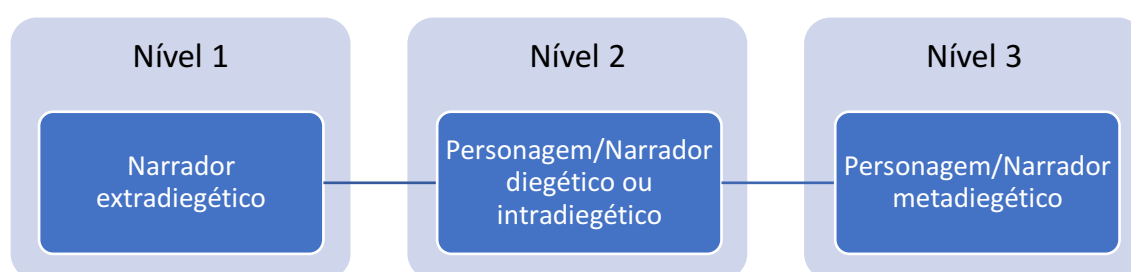 Nível 1
Narrador
extradiegético
Nível 2
Personagem/Narrador
diegético ou
intradiegético
Nível 3
Personagem/Narrador
metadiegético